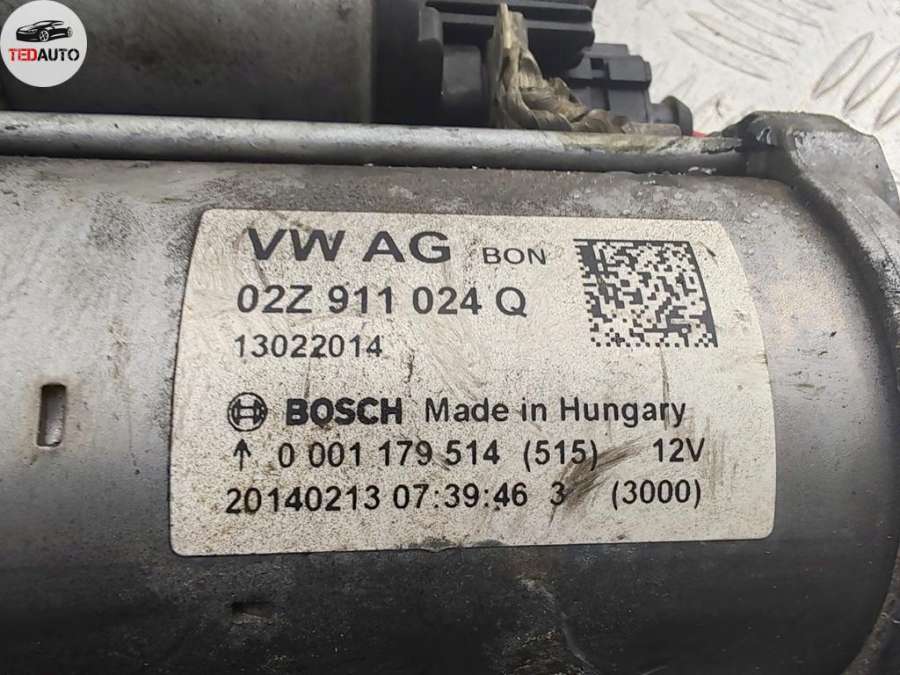 TEDAUTO
VW AG BON
02Z 911 024 Q
13022014
BOSCH Made in Hungary
↑ 0 001 179 514 (515) 12V
20140213 07:39:46 3 (3000)